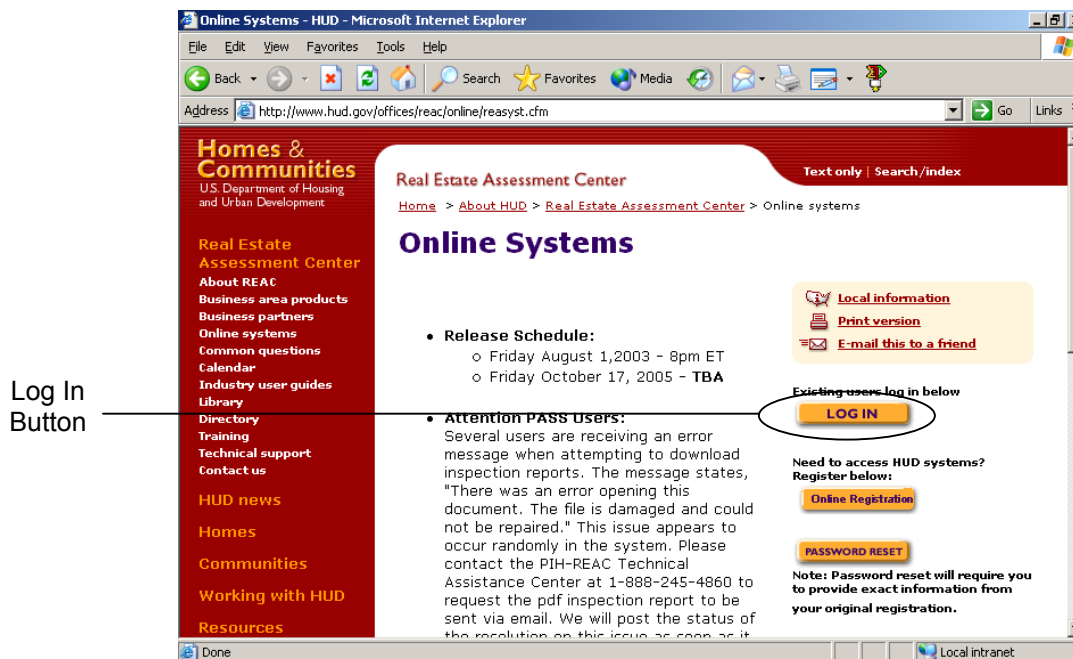 Online Systems - HUD - Microsoft Internet Explorer
File Edit View Favorites Tools Help
Back Search Favorites Media
Address http://www.hud.gov/offices/reac/online/reasyst.cfm Go Links
Homes &
Communities
U.S. Department of Housing
and Urban Development
Real Estate Assessment Center
Text only | Search/index
Home > About HUD > Real Estate Assessment Center > Online systems
Online Systems
Real Estate
Assessment Center
About REAC
Business area products
Business partners
Online systems
Common questions
Calendar
Industry user guides
Library
Directory
Training
Technical support
Contact us
HUD news
Homes
Communities
Working with HUD
Resources
Log In
Button
• Release Schedule:
o Friday August 1,2003 - 8pm ET
o Friday October 17, 2005 - TBA
• Attention PASS Users:
Several users are receiving an error
message when attempting to download
inspection reports. The message states,
"There was an error opening this
document. The file is damaged and could
not be repaired." This issue appears to
occur randomly in the system. Please
contact the PIH-REAC Technical
Assistance Center at 1-888-245-4860 to
request the pdf inspection report to be
sent via email. We will post the status of
the resolution on this issue as soon as it
Local information
Print version
E-mail this to a friend
Existing users log in below
LOG IN
Need to access HUD systems?
Register below:
Online Registration
PASSWORD RESET
Note: Password reset will require you
to provide exact information from
your original registration.
Done
Local intranet